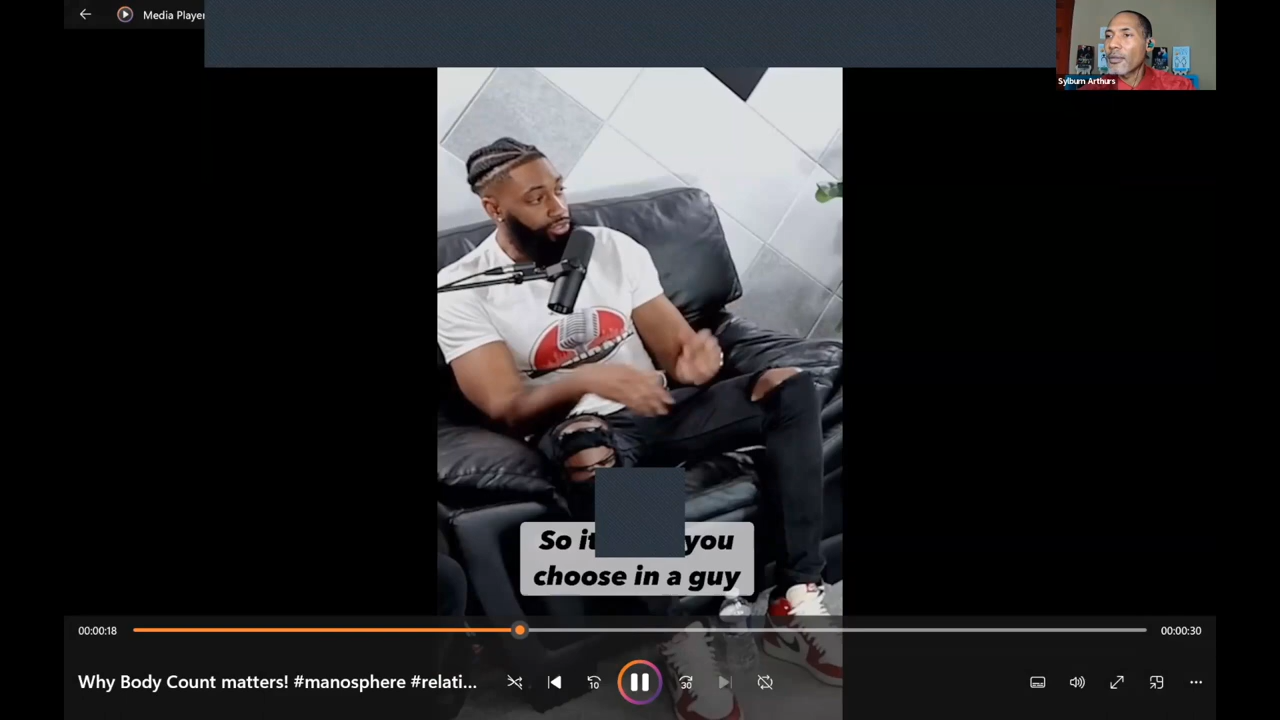 Media Player
Sylburn Arthurs
So it you
choose in a guy
00:00:18
00:00:30
Why Body Count matters! #manosphere #relati...
10
30